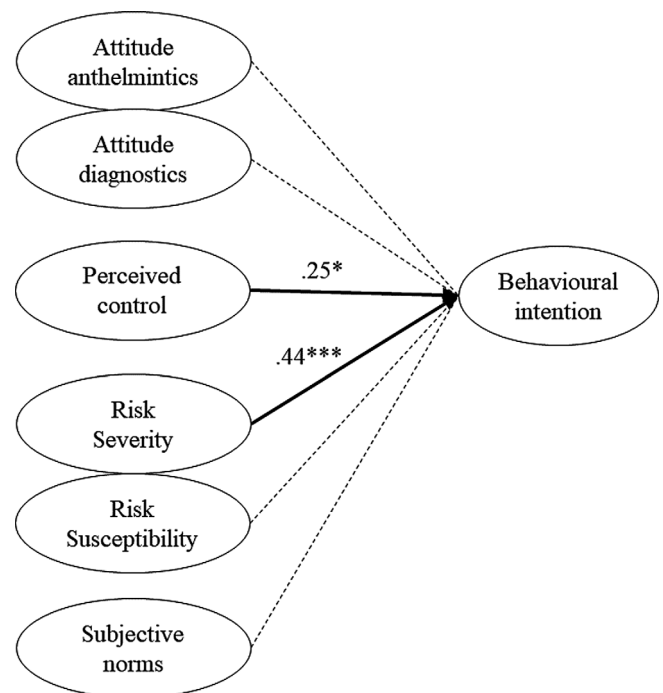 Attitude
anthelmintics
Attitude
diagnostics
Perceived
control
.25*
Behavioural
intention
.44***
Risk
Severity
Risk
Susceptibility
Subjective
norms